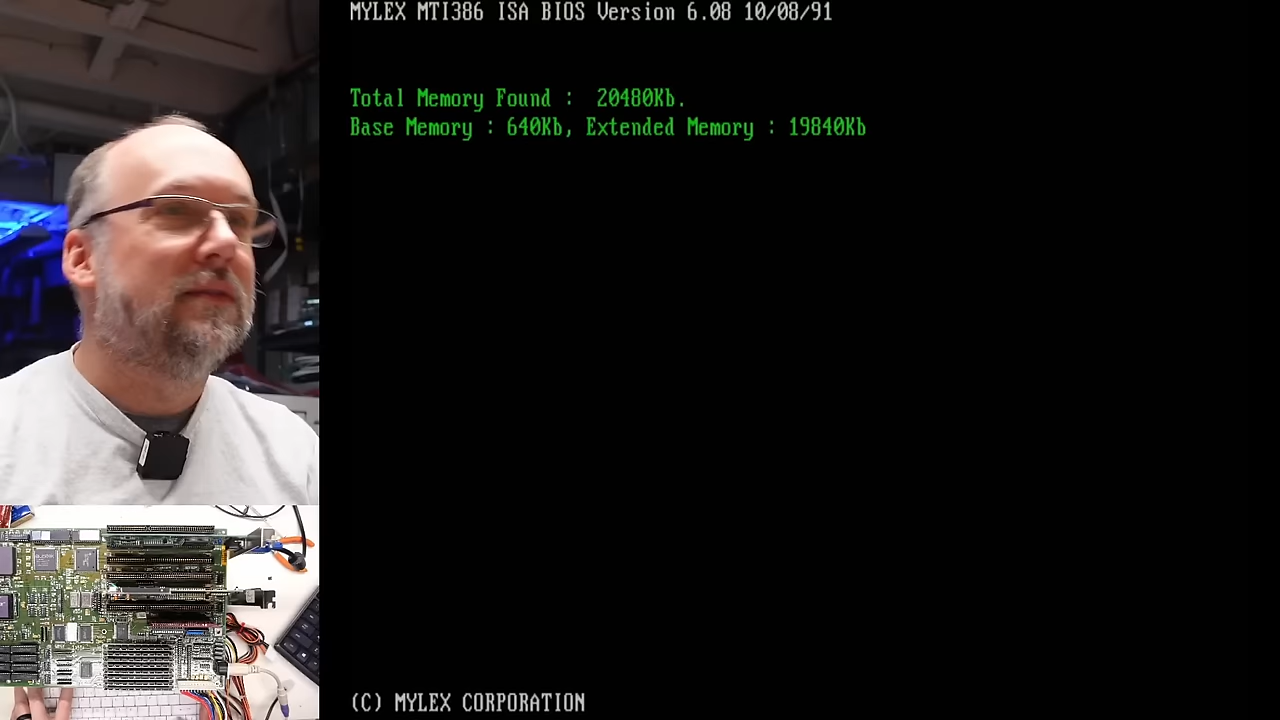 MYLEX MTI386 ISA BIOS Version 6.08 10/08/91
Total Memory Found :  20480Kb.
Base Memory : 640Kb, Extended Memory : 19840Kb
(C) MYLEX CORPORATION